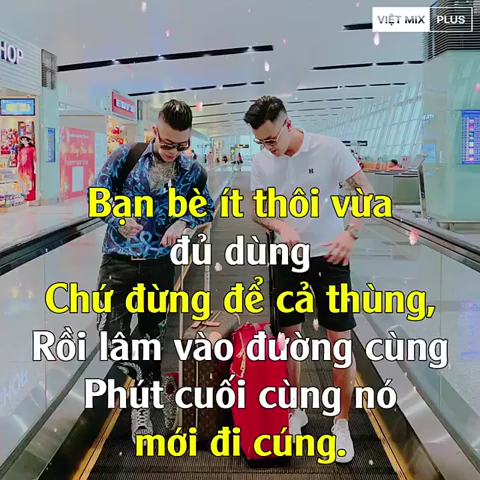 VIỆT MIX PLUS
HOP
Bạn bè ít thôi vừa
đủ dùng
Chứ đừng để cả thùng,
Rồi lâm vào đường cùng
Phút cuối cùng nó
mới đi cúng.